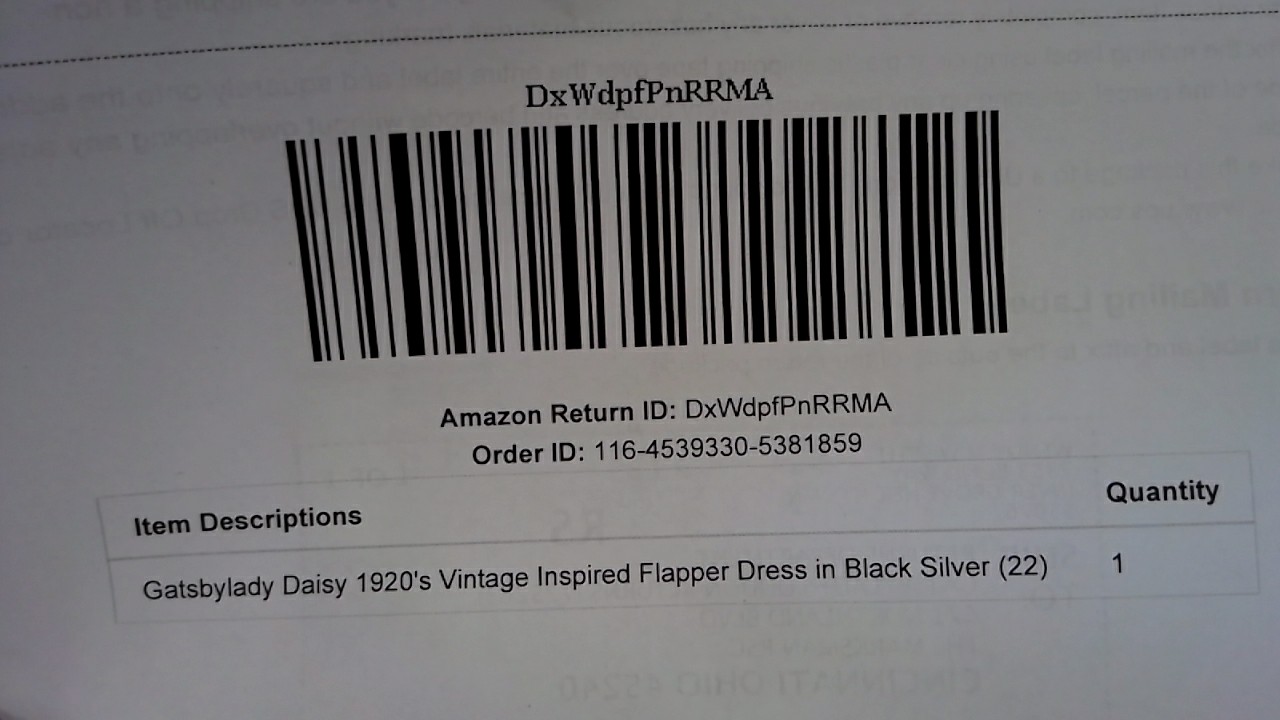 DxWdpfPnRRMA
Amazon Return ID: DxWdpfPnRRMA
Order ID: 116-4539330-5381859
Item Descriptions Quantity
Gatsbylady Daisy 1920's Vintage Inspired Flapper Dress in Black Silver (22) 1